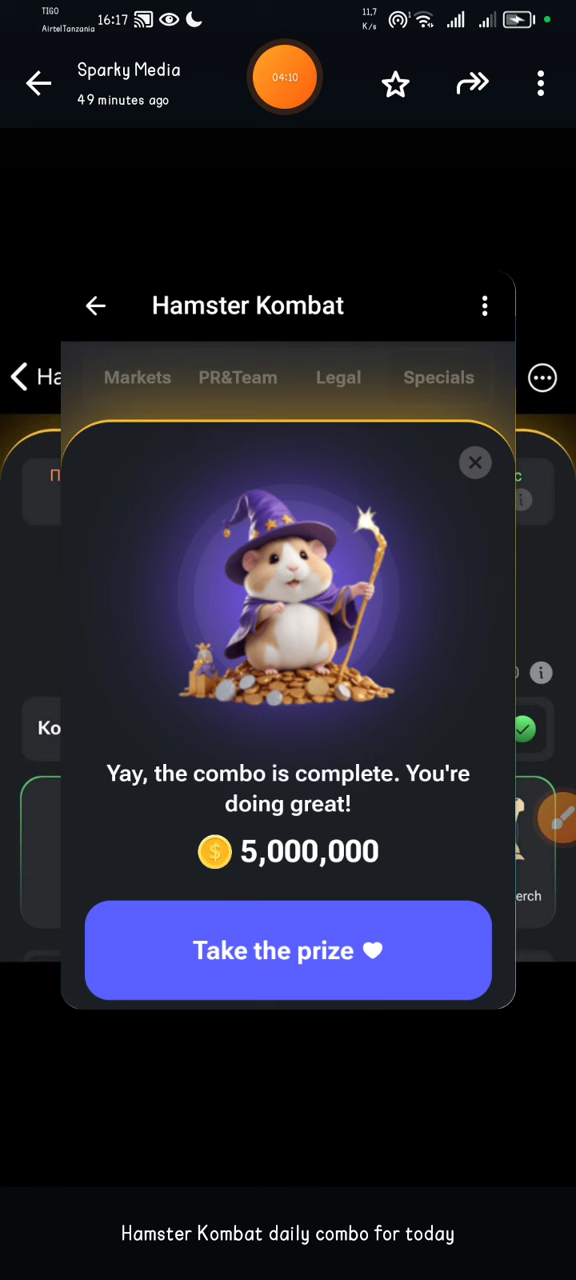 TIGO
AirtelTanzania 16:17
11,7
K/s
1
Sparky Media
49 minutes ago
04:10
Hamster Kombat
Ha
Markets PR&Team Legal Specials
П
с
Yay, the combo is complete. You're
doing great!
Ko
5,000,000
erch
Take the prize
Hamster Kombat daily combo for today